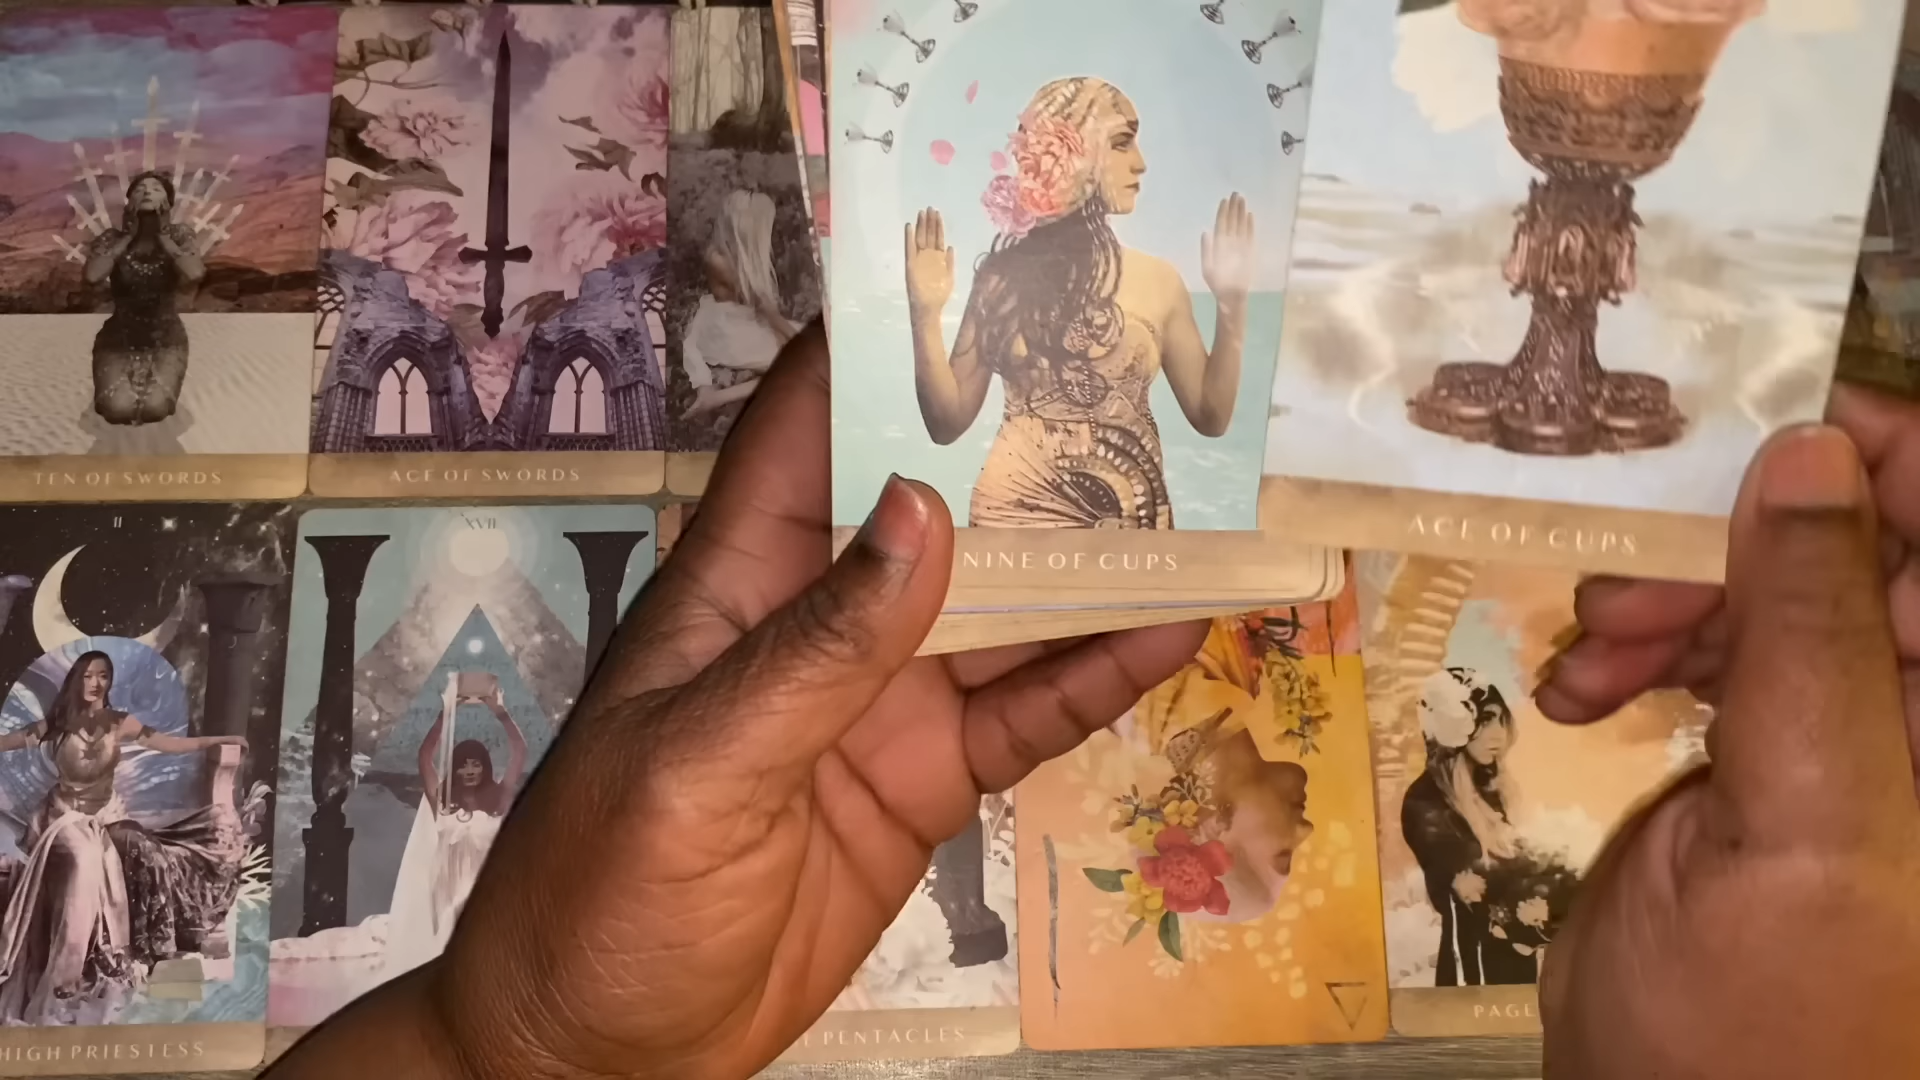 TEN OF SWORDS
ACE OF SWORDS
NINE OF CUPS
ACE OF CUPS
II
XVII
HIGH PRIESTESS
PENTACLES
PAGE